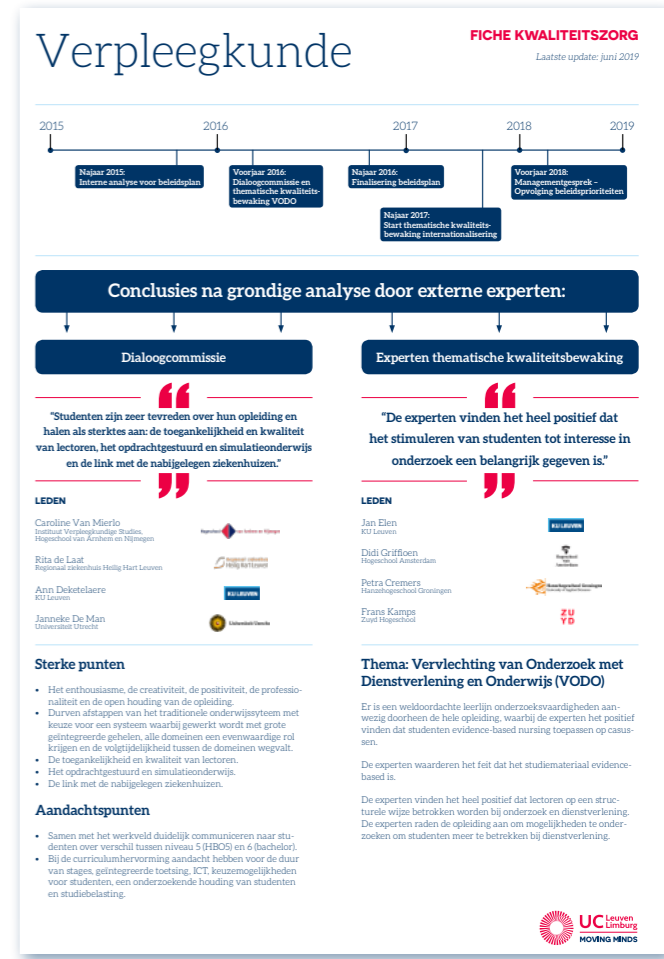 Verpleegkunde
FICHE KWALITEITSZORG
Laatste update: juni 2019
2015
2016
2017
2018
2019
Najaar 2015:
Interne analyse voor beleidsplan
Voorjaar 2016:
Dialoogcommissie en
thematische kwaliteits-
bewaking VODO
Najaar 2016:
Finalisering beleidsplan
Najaar 2017:
Start thematische kwaliteits-
bewaking internationalisering
Voorjaar 2018:
Managementgesprek –
Opvolging beleidsprioriteiten
Conclusies na grondige analyse door externe experten:
Dialoogcommissie
"Studenten zijn zeer tevreden over hun opleiding en
halen als sterktes aan: de toegankelijkheid en kwaliteit
van lectoren, het opdrachtgestuurd en simulatieonderwijs
en de link met de nabijgelegen ziekenhuizen."
LEDEN
Caroline Van Mierlo
Instituut Verpleegkundige Studies,
Hogeschool van Arnhem en Nijmegen
Rita de Laat
Regionaal ziekenhuis Heilig Hart Leuven
Heilig Hart Leuven
Ann Deketelaere
KU Leuven
KU LEUVEN
Janneke De Man
Universiteit Utrecht
Universiteit Utrecht
Sterke punten
• Het enthousiasme, de creativiteit, de positiviteit, de professio-
naliteit en de open houding van de opleiding.
• Durven afstappen van het traditionele onderwijssyteem met
keuze voor een systeem waarbij gewerkt wordt met grote
geïntegreerde gehelen, alle domeinen een evenwaardige rol
krijgen en de volgtijdelijkheid tussen de domeinen wegvalt.
• De toegankelijkheid en kwaliteit van lectoren.
• Het opdrachtgestuurd en simulatieonderwijs.
• De link met de nabijgelegen ziekenhuizen.
Aandachtspunten
• Samen met het werkveld duidelijk communiceren naar stu-
denten over verschil tussen niveau 5 (HBO5) en 6 (bachelor).
• Bij de curriculumhervorming aandacht hebben voor de duur
van stages, geïntegreerde toetsing, ICT, keuzemogelijkheden
voor studenten, een onderzoekende houding van studenten
en studiebelasting.
Experten thematische kwaliteitsbewaking
"De experten vinden het heel positief dat
het stimuleren van studenten tot interesse in
onderzoek een belangrijk gegeven is."
LEDEN
Jan Elen
KU Leuven
KU LEUVEN
Didi Griffioen
Hogeschool Amsterdam
Petra Cremers
Hanzehogeschool Groningen
Hanzehogeschool Groningen
Frans Kamps
Zuyd Hogeschool
ZU
YD
Thema: Vervlechting van Onderzoek met
Dienstverlening en Onderwijs (VODO)
Er is een weldoordachte leerlijn onderzoeksvaardigheden aan-
wezig doorheen de hele opleiding, waarbij de experten het positief
vinden dat studenten evidence-based nursing toepassen op casus-
sen.
De experten waarderen het feit dat het studiemateriaal evidence-
based is.
De experten vinden het heel positief dat lectoren op een struc-
turele wijze betrokken worden bij onderzoek en dienstverlening.
De experten raden de opleiding aan om mogelijkheden te onder-
zoeken om studenten meer te betrekken bij dienstverlening.
UC Leuven
Limburg
MOVING MINDS